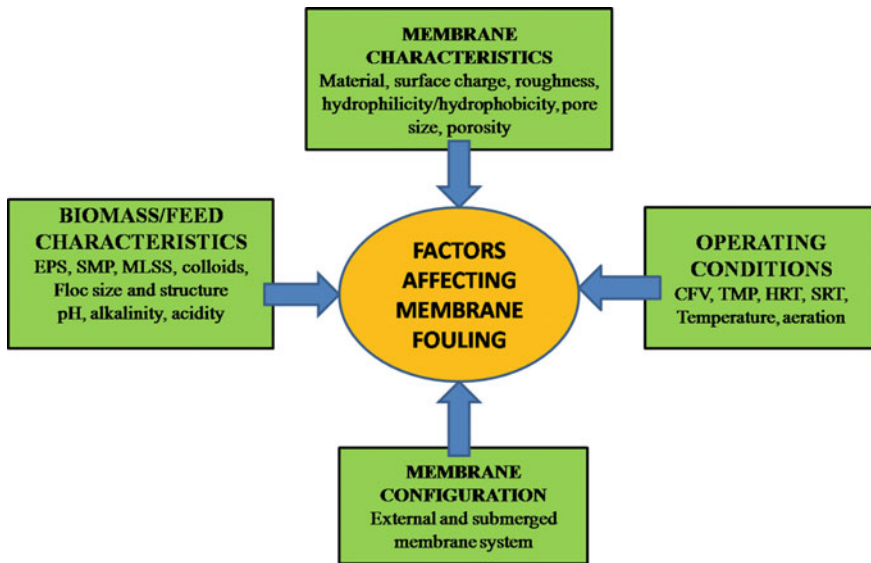 MEMBRANE
CHARACTERISTICS
Material, surface charge, roughness,
hydrophilicity/hydrophobicity, pore
size, porosity
BIOMASS/FEED
CHARACTERISTICS
EPS, SMP, MLSS, colloids,
Floc size and structure
pH, alkalinity, acidity
FACTORS
AFFECTING
MEMBRANE
FOULING
OPERATING
CONDITIONS
CFV, TMP, HRT, SRT,
Temperature, aeration
MEMBRANE
CONFIGURATION
External and submerged
membrane system